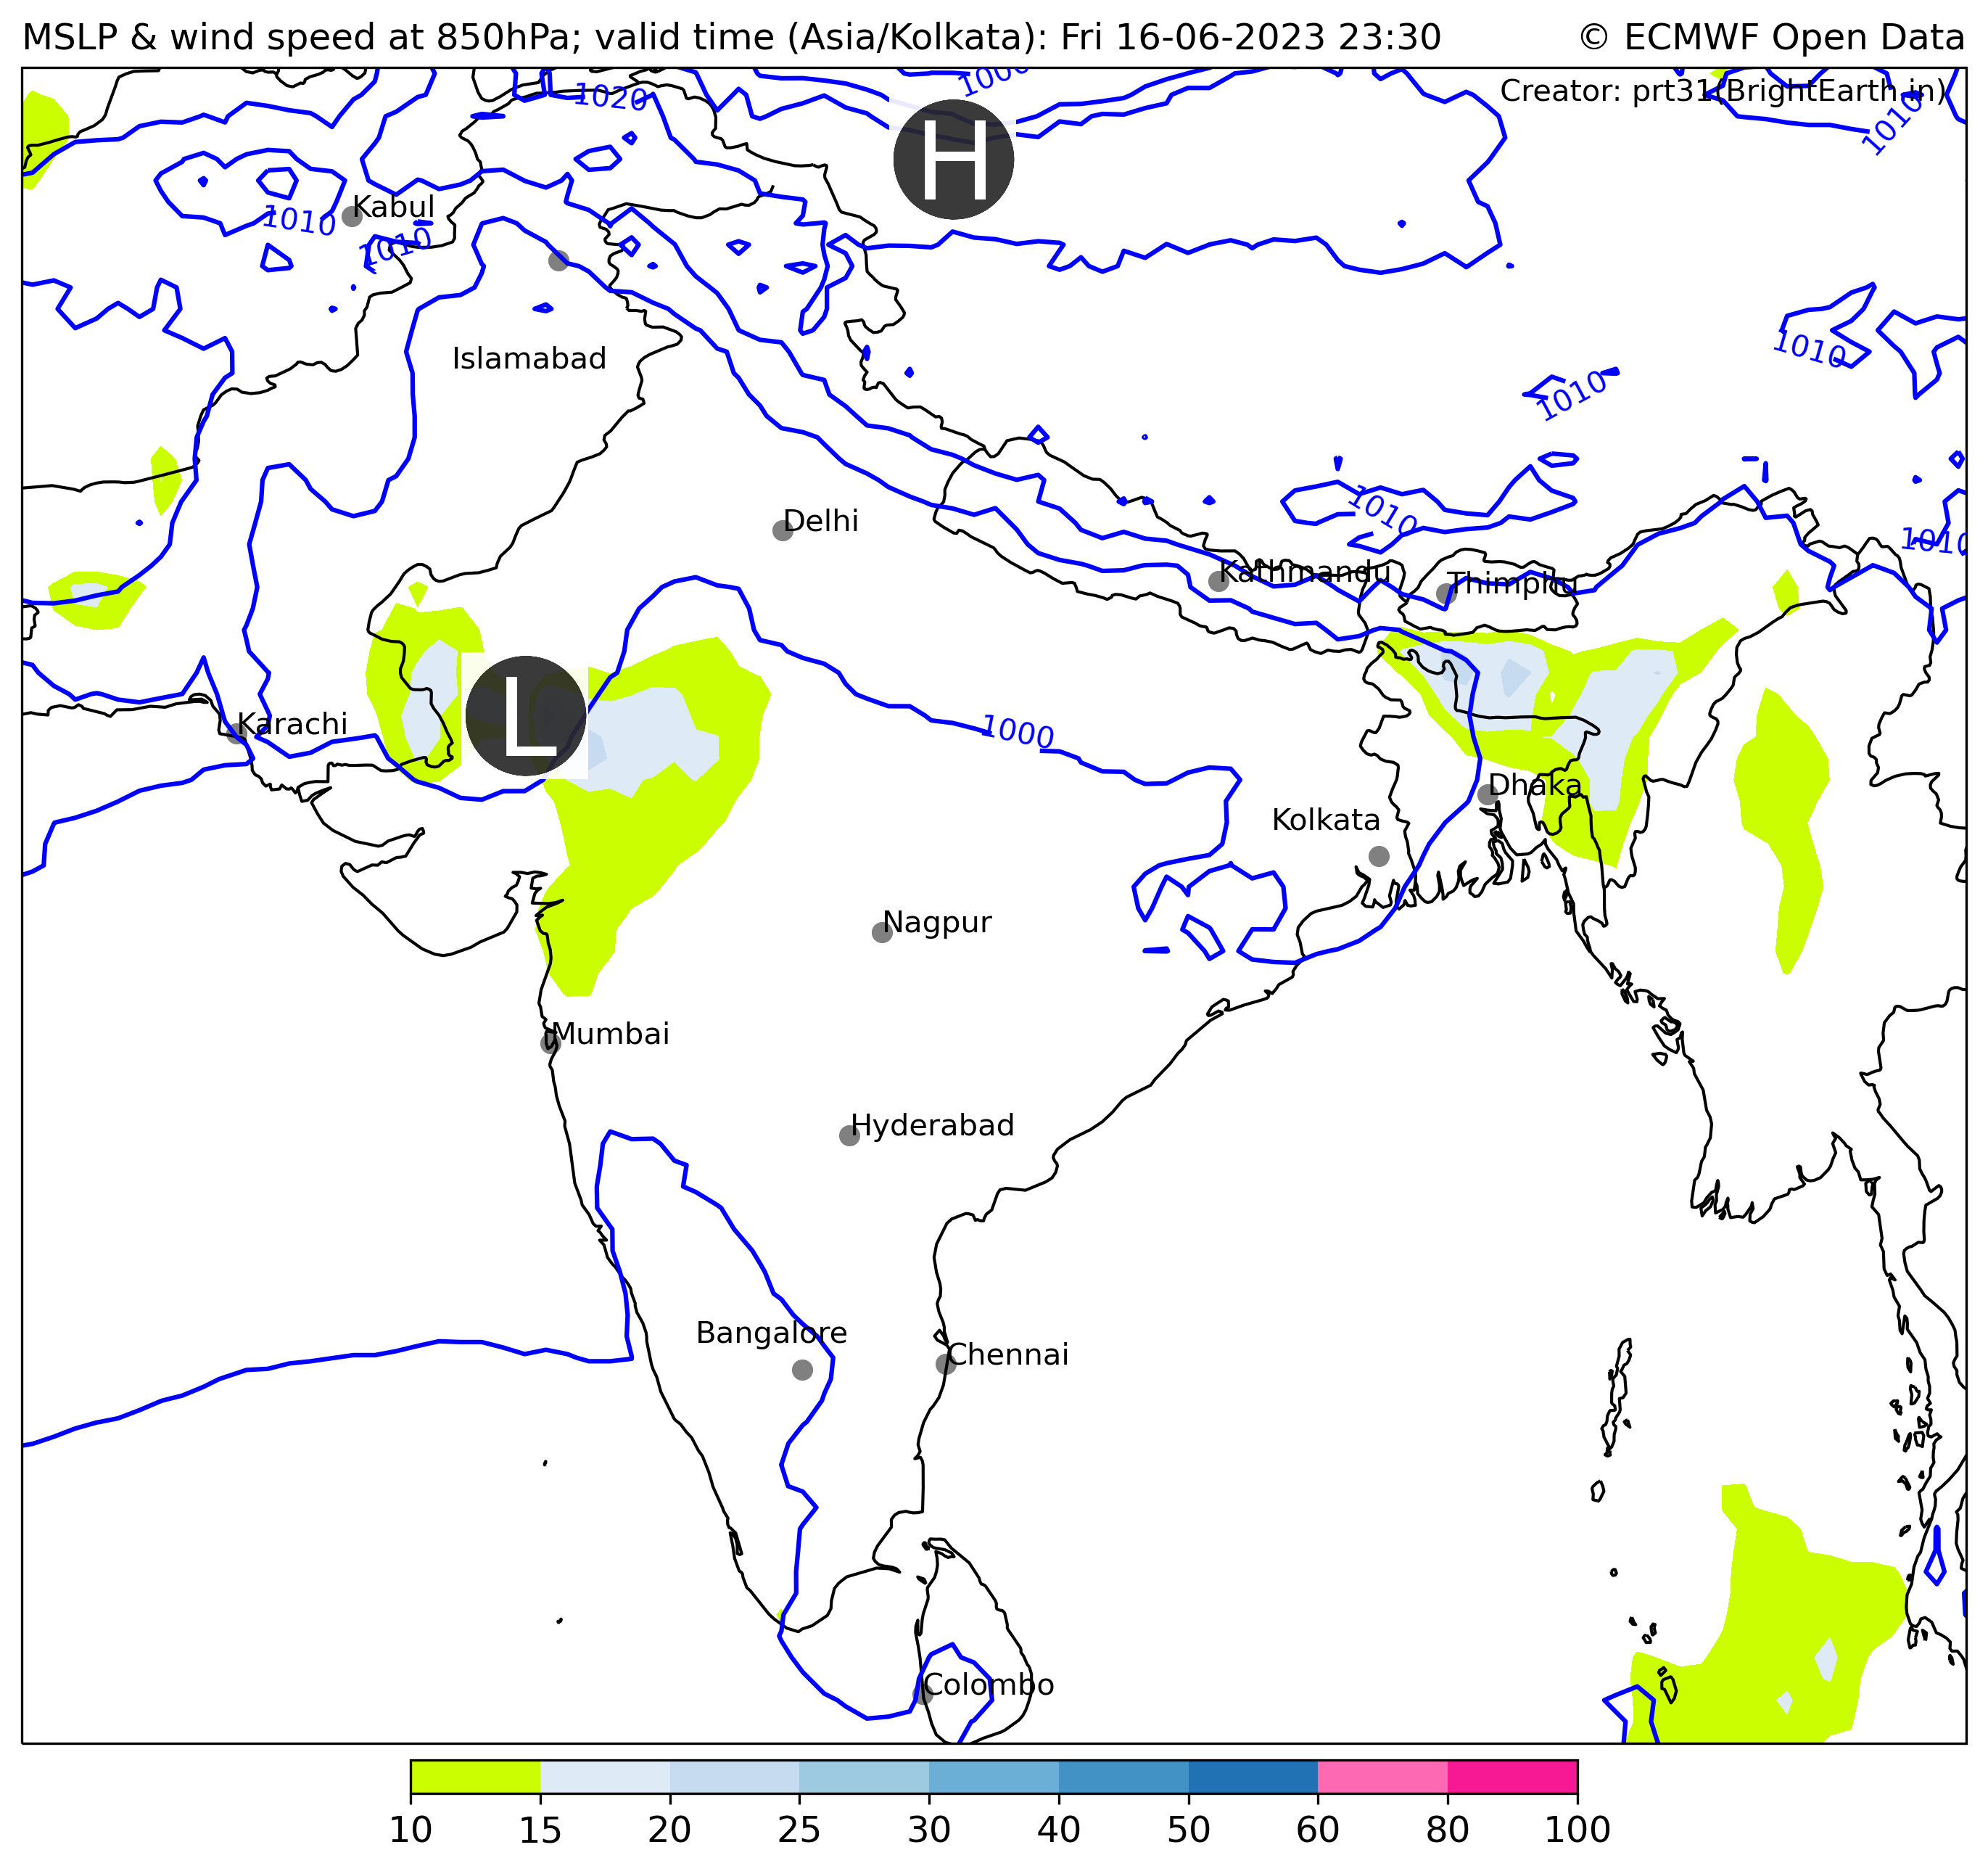 MSLP & wind speed at 850hPa; valid time (Asia/Kolkata): Fri 16-06-2023 23:30
© ECMWF Open Data
Creator: prt31(BrightEarth.in)
1000
1020
1010
H
Kabul
1010
1010
1010
Islamabad
1010
1010
Delhi
1010
Kathmandu
Thimphu
L
Karachi
1000
Dhaka
Kolkata
Nagpur
Mumbai
Hyderabad
Bangalore
Chennai
Colombo
10 15 20 25 30 40 50 60 80 100